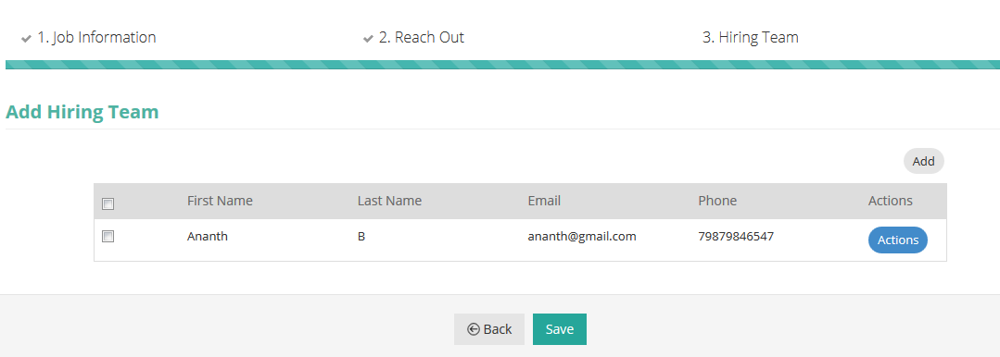 1. Job Information 2. Reach Out 3. Hiring Team
Add Hiring Team
Add
First Name Last Name Email Phone Actions
Ananth B ananth@gmail.com 79879846547 Actions
Back Save